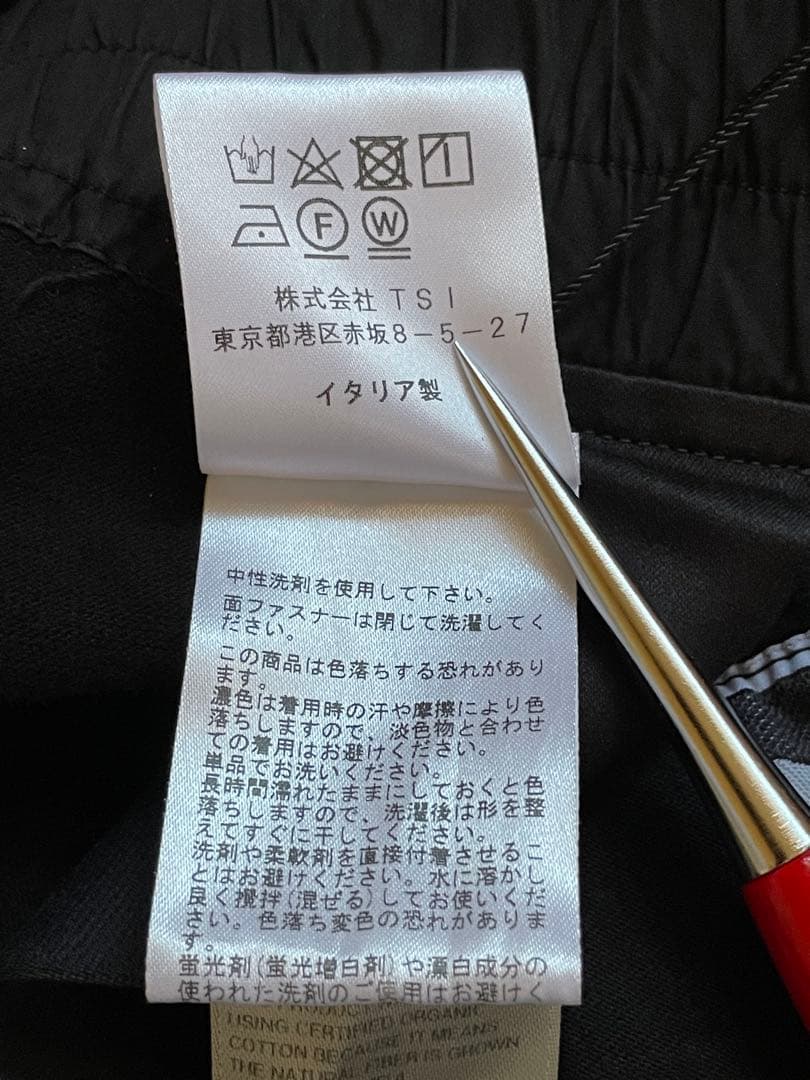 F W
株式会社 TSI
東京都港区赤坂8-5-27
イタリア製
中性洗剤を使用して下さい。
面ファスナーは閉じて洗濯してく
ださい。
この商品は色落ちする恐れがあり
ます。
濃色は着用時の汗や摩擦により色
落ちしますので、淡色物と合わせ
ての着用はお避けください。
単品でお洗いください。
長時間濡れたままにしておくと色
落ちしますので、洗濯後は形を整
えてすぐに干してください。
洗剤や柔軟剤を直接付着させるこ
とはお避けください。水に溶かし
良く攪拌(混ぜる)してお使いくだ
さい。色落ち変色の恐れがありま
す。
蛍光剤(蛍光増白剤)や漂白成分の
使われた洗剤のご使用はお避けく
PRODUCT
USING CERTIFIED ORGANIC
COTTON BECAUSE IT MEANS
THE NATURAL FIBER IS GROWN